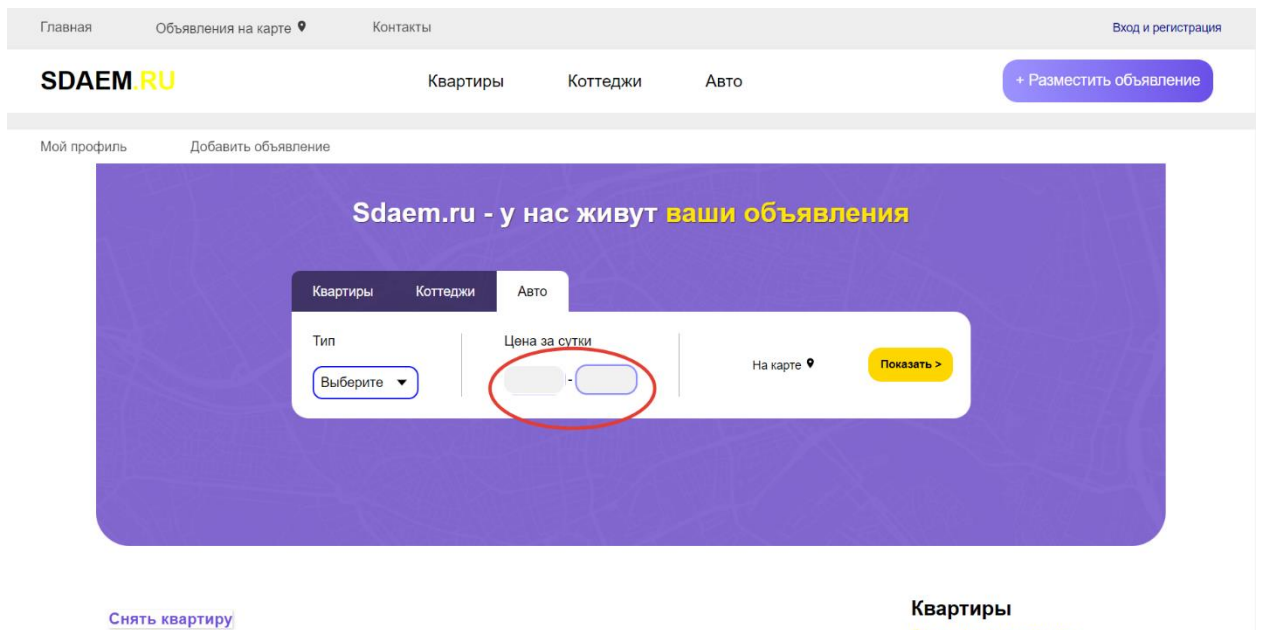 Главная Объявления на карте Контакты Вход и регистрация
SDAEM.RU Квартиры Коттеджи Авто + Разместить объявление
Мой профиль Добавить объявление
Sdaem.ru - у нас живут ваши объявления
Квартиры Коттеджи Авто
Тип Цена за сутки
Выберите - На карте Показать >
Квартиры
Снять квартиру